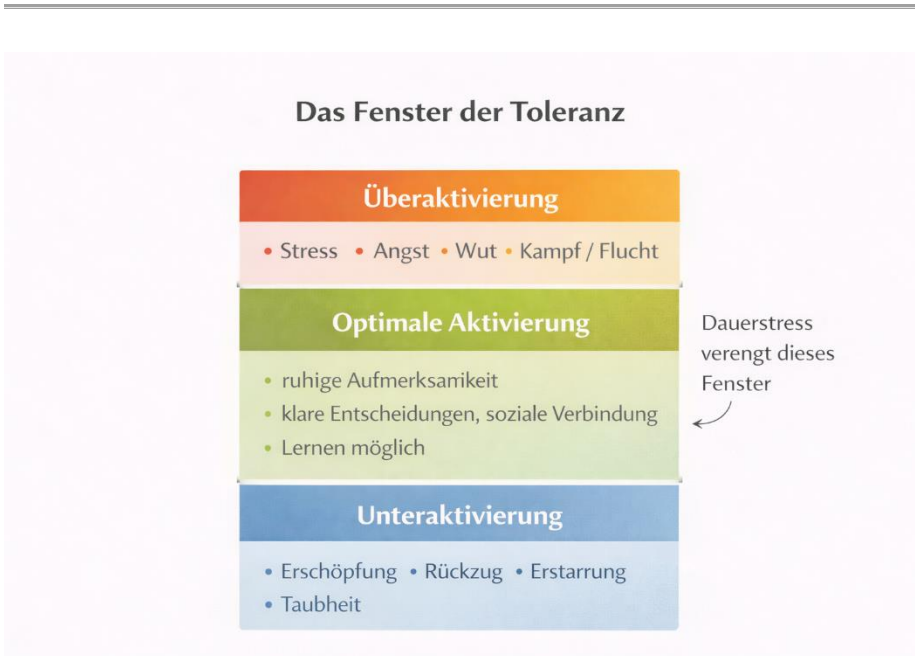 Das Fenster der Toleranz
Überaktivierung
• Stress • Angst • Wut • Kampf / Flucht
Optimale Aktivierung
• ruhige Aufmerksamkeit
• klare Entscheidungen, soziale Verbindung
• Lernen möglich
Dauerstress
verengt dieses
Fenster
Unteraktivierung
• Erschöpfung • Rückzug • Erstarrung
• Taubheit